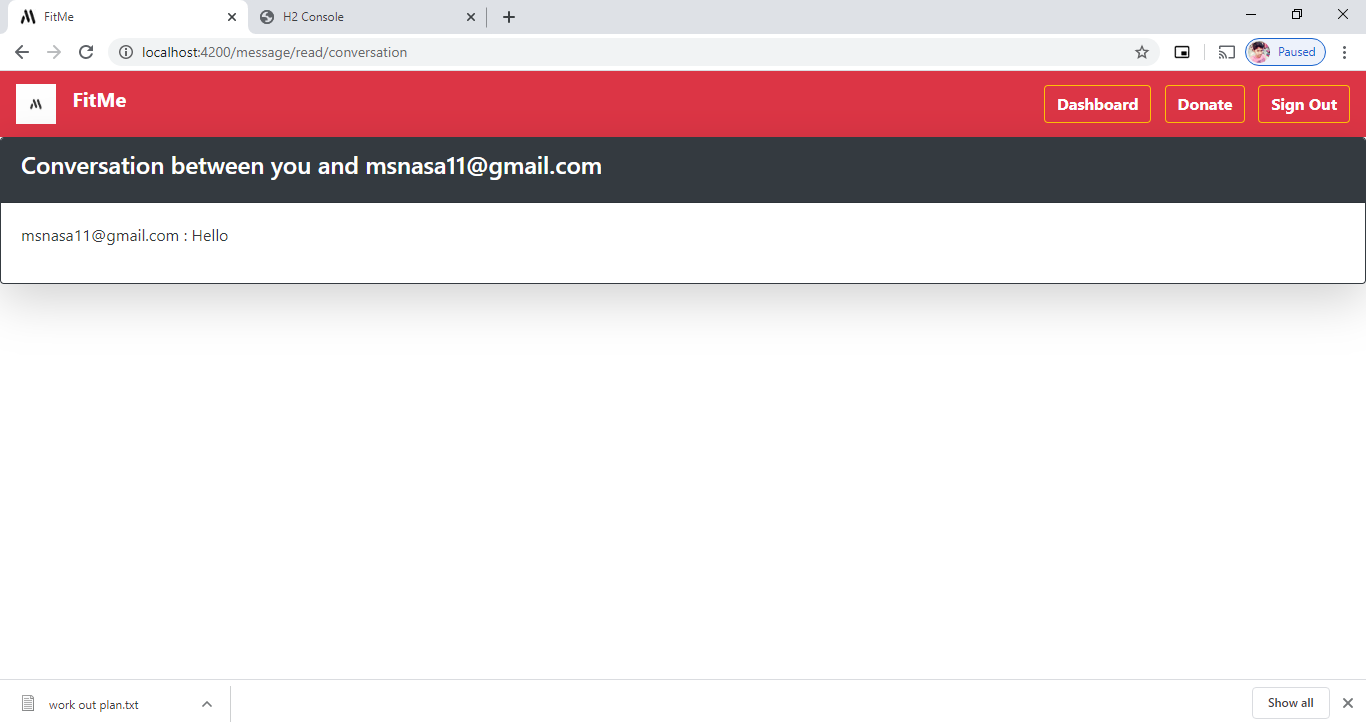 FitMe
H2 Console
localhost:4200/message/read/conversation
Paused
FitMe
Dashboard
Donate
Sign Out
Conversation between you and msnasa11@gmail.com
msnasa11@gmail.com : Hello
work out plan.txt
Show all